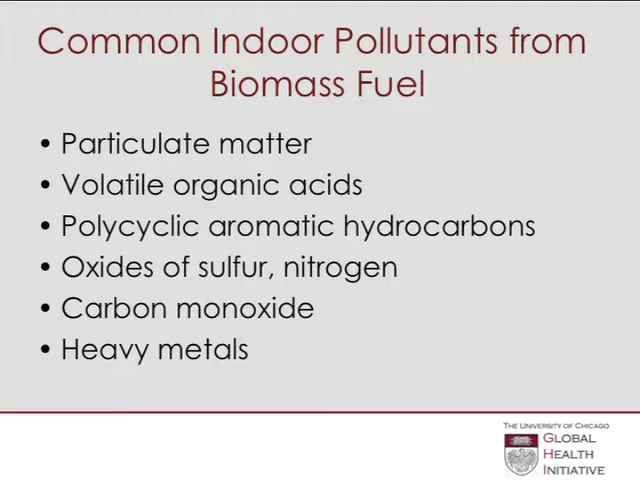 Common Indoor Pollutants from
Biomass Fuel
• Particulate matter
• Volatile organic acids
• Polycyclic aromatic hydrocarbons
• Oxides of sulfur, nitrogen
• Carbon monoxide
• Heavy metals
THE UNIVERSITY OF CHICAGO
GLOBAL
HEALTH
INITIATIVE